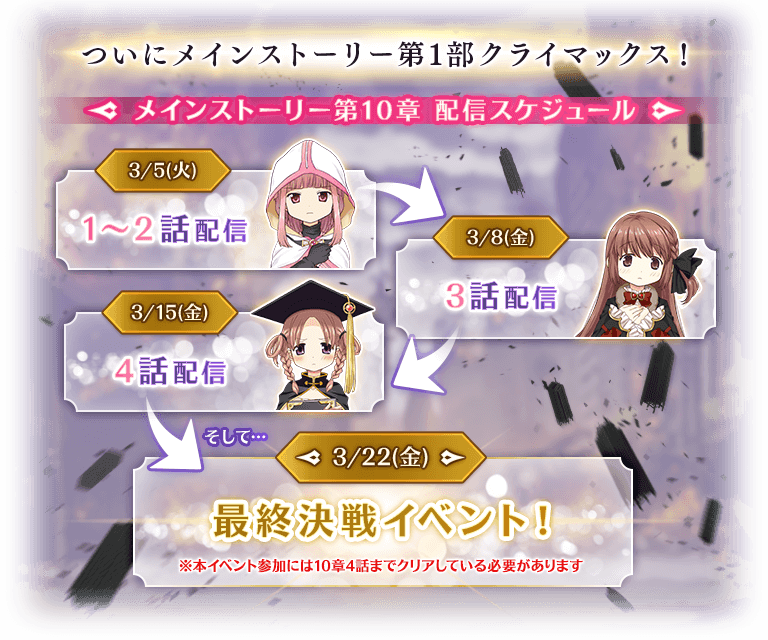 ついにメインストーリー第1部クライマックス!
メインストーリー第10章 配信スケジュール
3/5(火)
1～2話配信
3/8(金)
3話配信
3/15(金)
4話配信
そして…
3/22(金)
最終決戦イベント!
※本イベント参加には10章4話までクリアしている必要があります